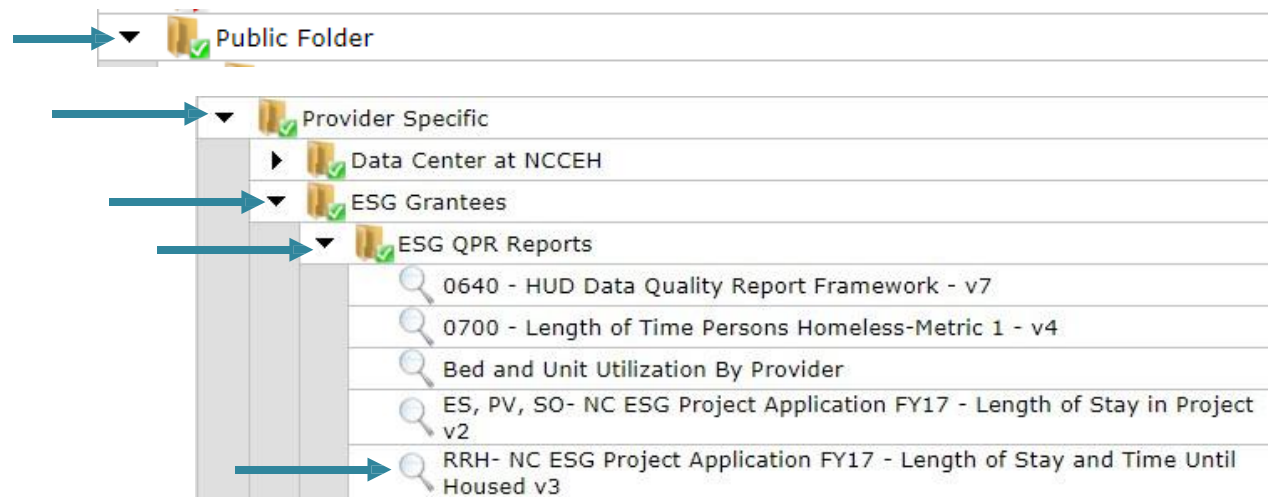 Public Folder
Provider Specific
Data Center at NCCEH
ESG Grantees
ESG QPR Reports
0640 - HUD Data Quality Report Framework - v7
0700 - Length of Time Persons Homeless-Metric 1 - v4
Bed and Unit Utilization By Provider
ES, PV, SO- NC ESG Project Application FY17 - Length of Stay in Project
v2
RRH- NC ESG Project Application FY17 - Length of Stay and Time Until
Housed v3